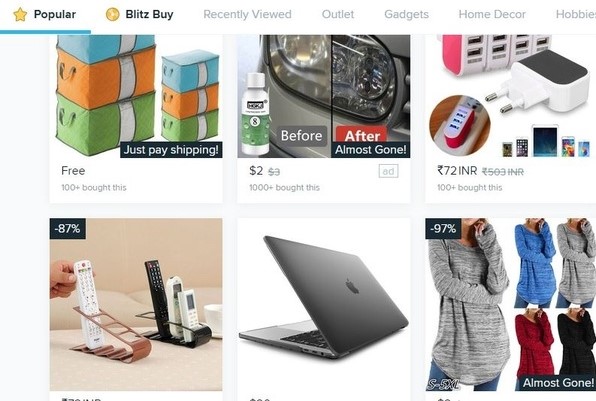 Popular
Blitz Buy
Recently Viewed
Outlet
Gadgets
Home Decor
Hobbies
Just pay shipping!
Free
100+ bought this
HGKJ
8
Before
After
Almost Gone!
$2 $3
ad
1000+ bought this
₹72 INR ₹503 INR
100+ bought this
-87%
-97%
S-5XL
Almost Gone!